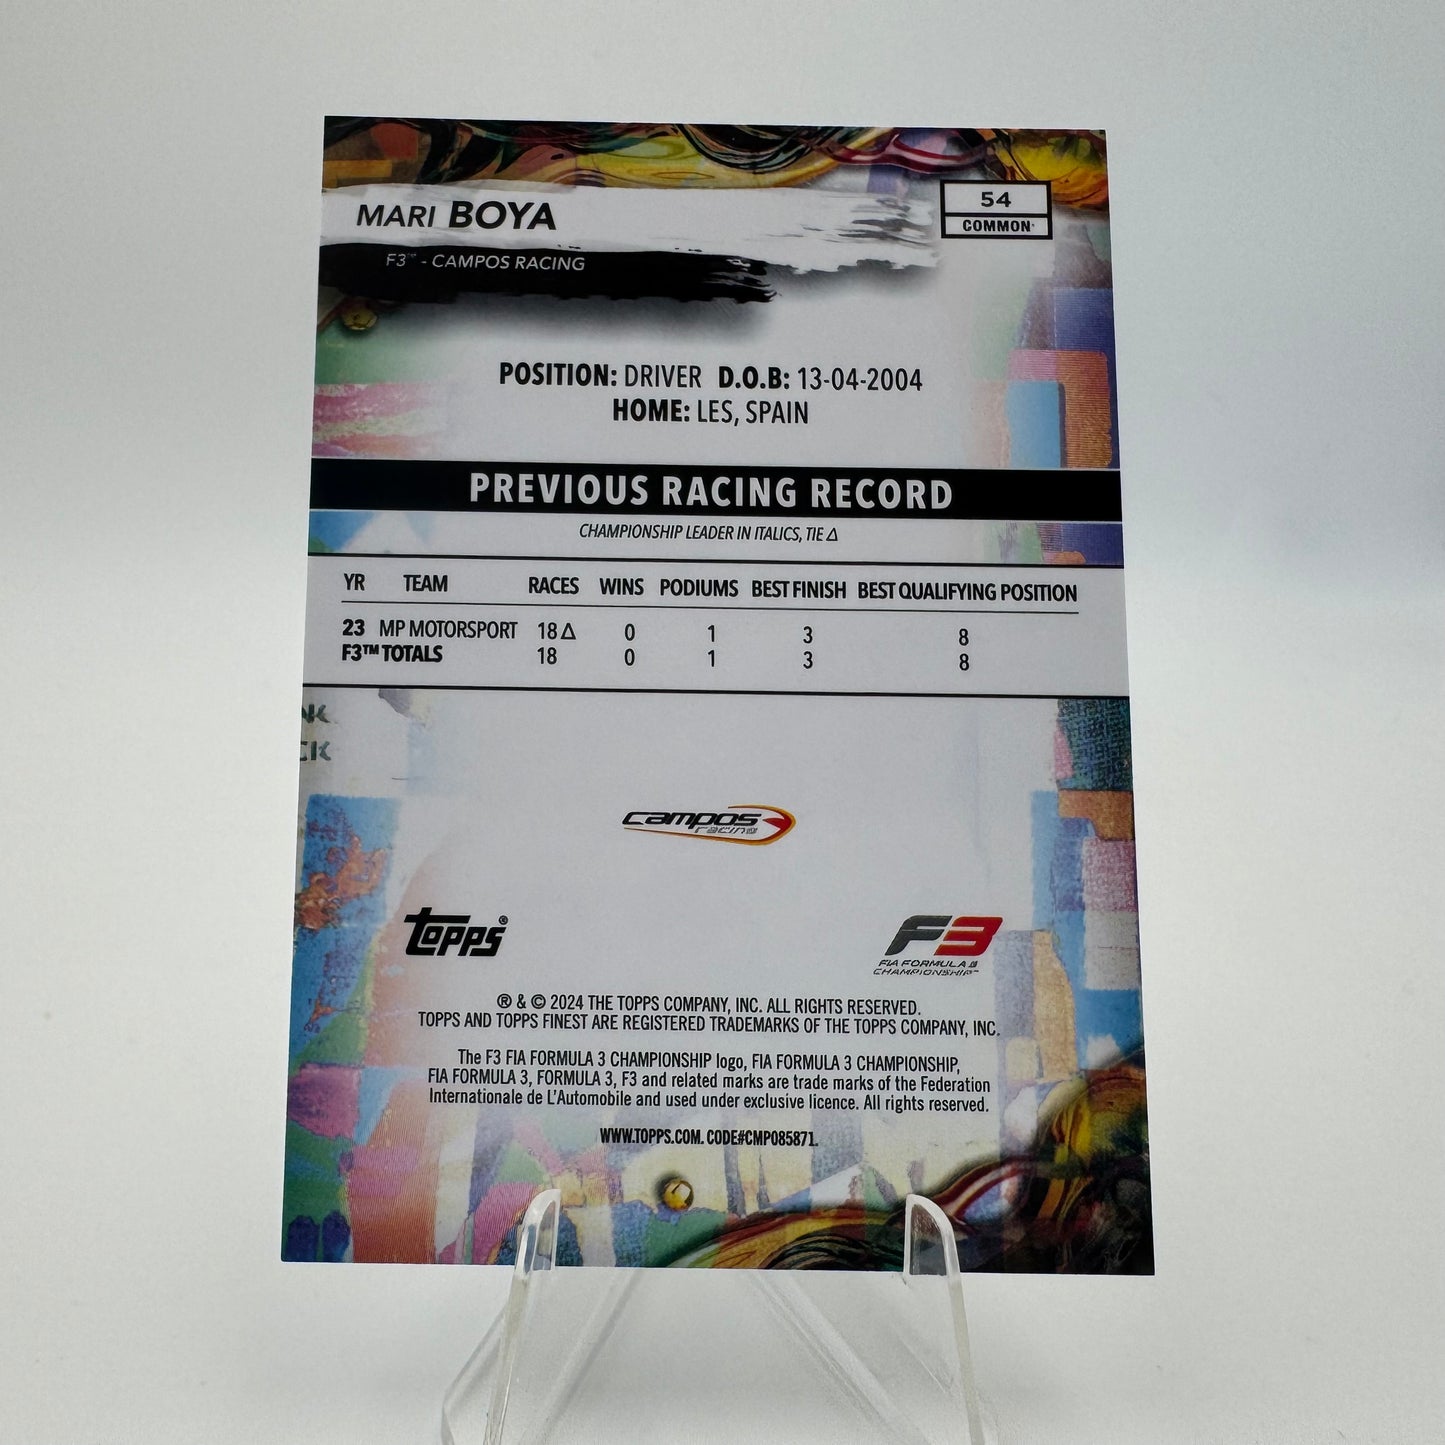 MARI BOYA
54
COMMON
F3™ - CAMPOS RACING
POSITION: DRIVER D.O.B: 13-04-2004
HOME: LES, SPAIN
PREVIOUS RACING RECORD
CHAMPIONSHIP LEADER IN ITALICS, TIE Δ
YR TEAM RACES WINS PODIUMS BEST FINISH BEST QUALIFYING POSITION
23 MP MOTORSPORT 18Δ 0 1 3 8
F3™ TOTALS 18 0 1 3 8
campos
racing
Topps®
F3
FIA FORMULA 3
CHAMPIONSHIP™
® & © 2024 THE TOPPS COMPANY, INC. ALL RIGHTS RESERVED.
TOPPS AND TOPPS FINEST ARE REGISTERED TRADEMARKS OF THE TOPPS COMPANY, INC.
The F3 FIA FORMULA 3 CHAMPIONSHIP logo, FIA FORMULA 3 CHAMPIONSHIP,
FIA FORMULA 3, FORMULA 3, F3 and related marks are trade marks of the Federation
Internationale de L'Automobile and used under exclusive licence. All rights reserved.
WWW.TOPPS.COM. CODE#CMP085871.